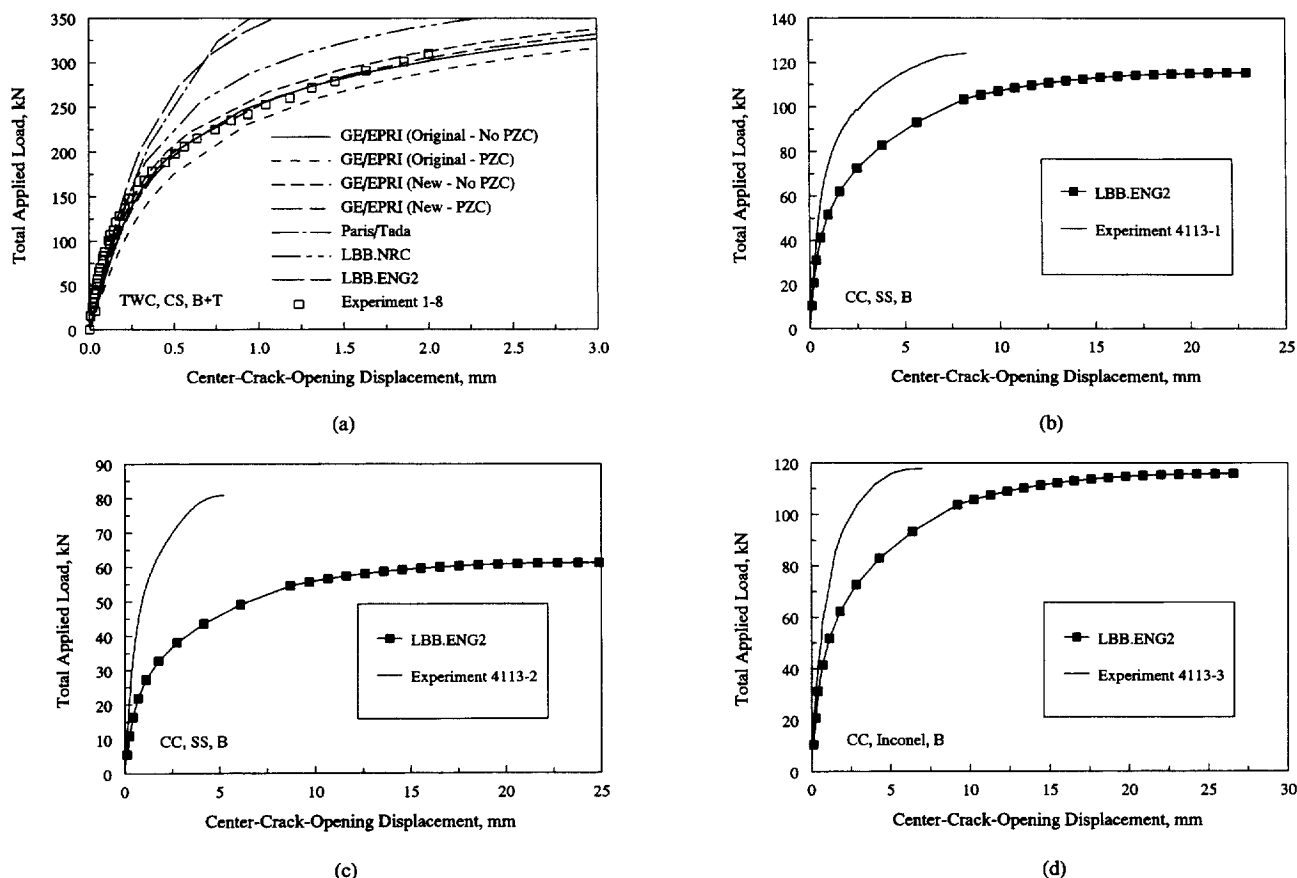 350
300
250
200
150
100
50
0
Total Applied Load, kN
GE/EPRI (Original - No PZC)
GE/EPRI (Original - PZC)
GE/EPRI (New - No PZC)
GE/EPRI (New - PZC)
Paris/Tada
LBB.NRC
LBB.ENG2
Experiment 1-8
TWC, CS, B+T
0.0 0.5 1.0 1.5 2.0 2.5 3.0
Center-Crack-Opening Displacement, mm
(a)
140
120
100
80
60
40
20
0
Total Applied Load, kN
LBB.ENG2
Experiment 4113-1
CC, SS, B
0 5 10 15 20 25
Center-Crack-Opening Displacement, mm
(b)
90
80
70
60
50
40
30
20
10
0
Total Applied Load, kN
LBB.ENG2
Experiment 4113-2
CC, SS, B
0 5 10 15 20 25
Center-Crack-Opening Displacement, mm
(c)
120
100
80
60
40
20
0
Total Applied Load, kN
LBB.ENG2
Experiment 4113-3
CC, Inconel, B
0 5 10 15 20 25 30
Center-Crack-Opening Displacement, mm
(d)